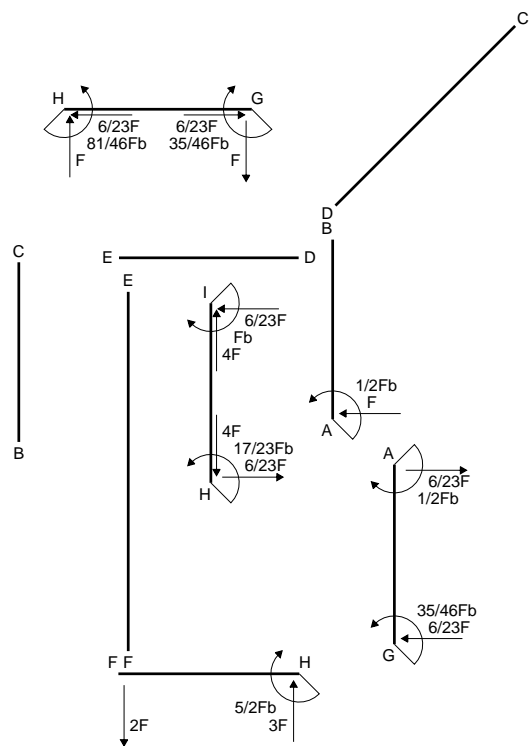 C
H
G
6/23F
6/23F
81/46Fb
35/46Fb
F
F
D
B
C
E
D
E
I
6/23F
Fb
4F
1/2Fb
F
A
B
4F
17/23Fb
6/23F
H
A
6/23F
1/2Fb
35/46Fb
6/23F
G
F F
H
5/2Fb
2F
3F